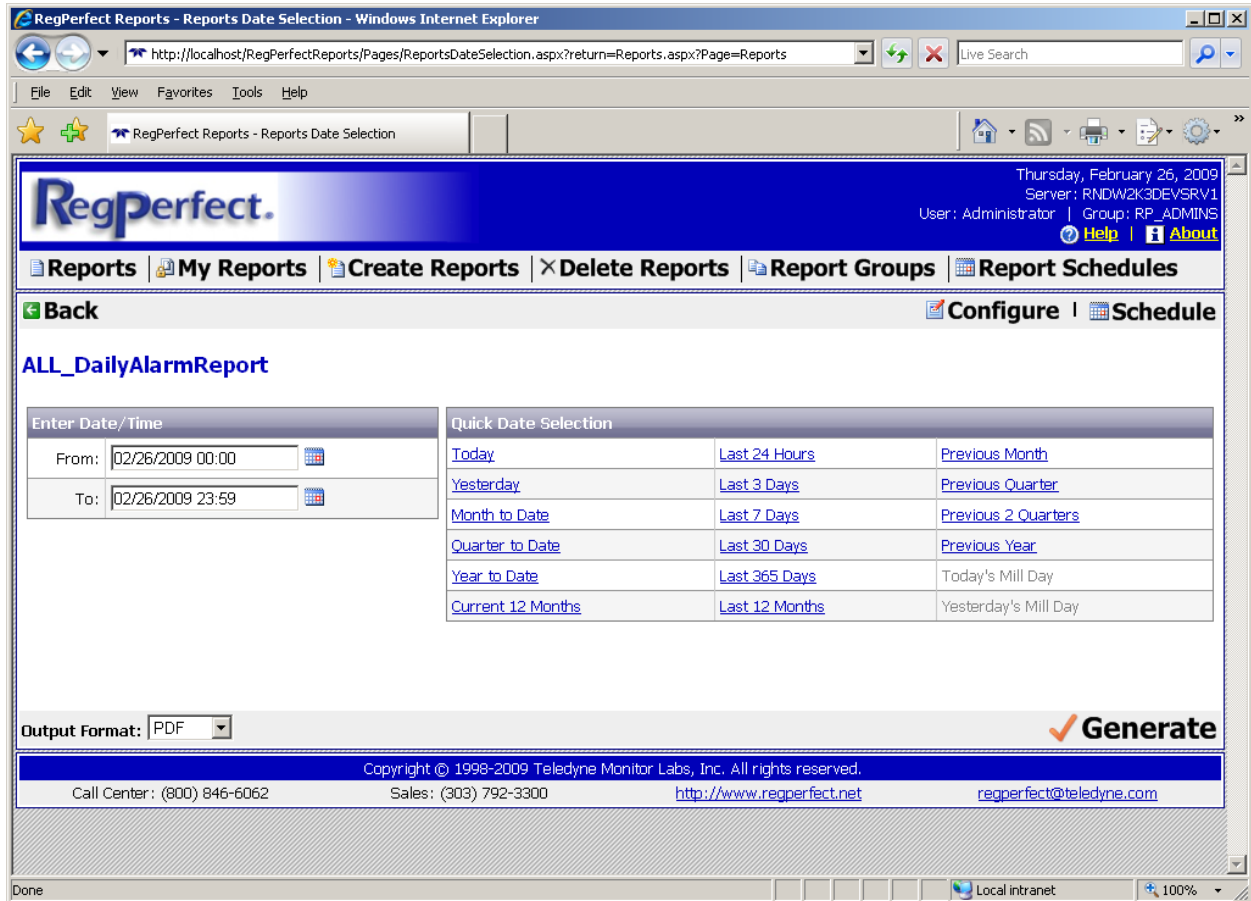 RegPerfect Reports - Reports Date Selection - Windows Internet Explorer
http://localhost/RegPerfectReports/Pages/ReportsDateSelection.aspx?return=Reports.aspx?Page=Reports
Live Search
File Edit View Favorites Tools Help
RegPerfect Reports - Reports Date Selection
»
RegPerfect.
Thursday, February 26, 2009
Server: RNDW2K3DEVSRV1
User: Administrator | Group: RP_ADMINS
Help | About
Reports | My Reports | Create Reports | Delete Reports | Report Groups | Report Schedules
Back
Configure | Schedule
ALL_DailyAlarmReport
Enter Date/Time
From: 02/26/2009 00:00
To: 02/26/2009 23:59
Quick Date Selection
Today Last 24 Hours Previous Month
Yesterday Last 3 Days Previous Quarter
Month to Date Last 7 Days Previous 2 Quarters
Quarter to Date Last 30 Days Previous Year
Year to Date Last 365 Days Today's Mill Day
Current 12 Months Last 12 Months Yesterday's Mill Day
Output Format: PDF
Generate
Copyright © 1998-2009 Teledyne Monitor Labs, Inc. All rights reserved.
Call Center: (800) 846-6062 Sales: (303) 792-3300 http://www.regperfect.net regperfect@teledyne.com
Done
Local intranet
100%